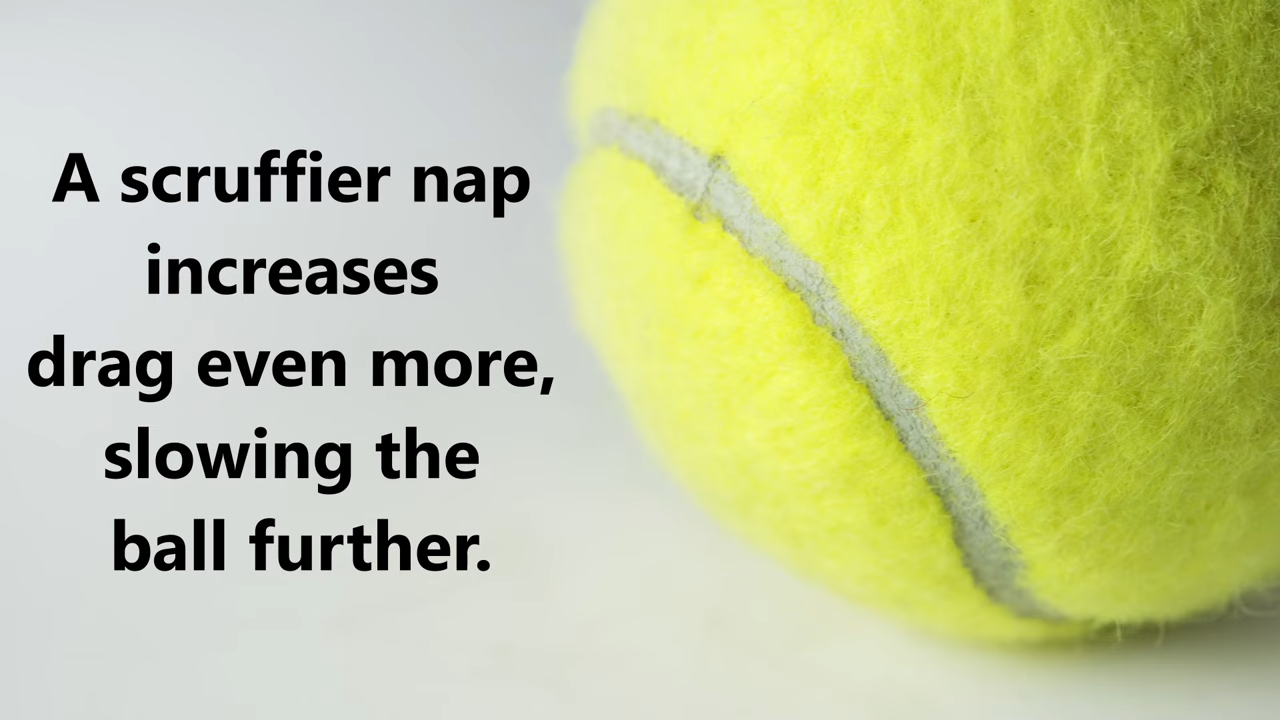 A scruffier nap
increases
drag even more,
slowing the
ball further.